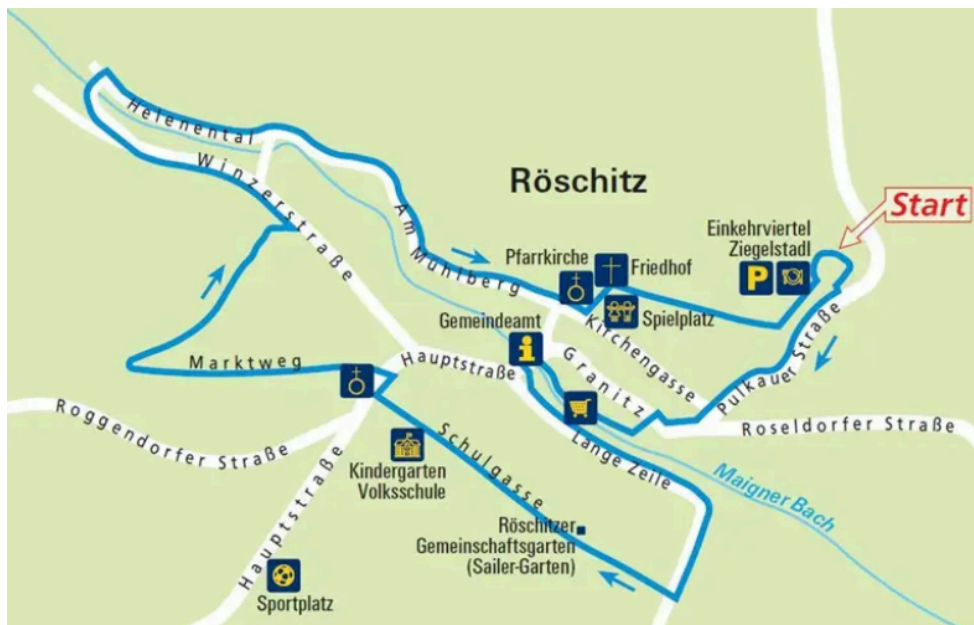 Röschitz
Start
Einkehrviertel
Ziegelstadl
P
Helenental
Winzerstraße
Am Mühlberg
Pfarrkirche
Friedhof
Spielplatz
Gemeindeamt
i
Kirchengasse
Pulkauer Straße
Granitz
Roseldorfer Straße
Hauptstraße
Marktweg
Lange Zeile
Roggendorfer Straße
Schulgasse
Kindergarten
Volksschule
Maigner Bach
Röschitzer
Gemeinschaftsgarten
(Sailer-Garten)
Hauptstraße
Sportplatz